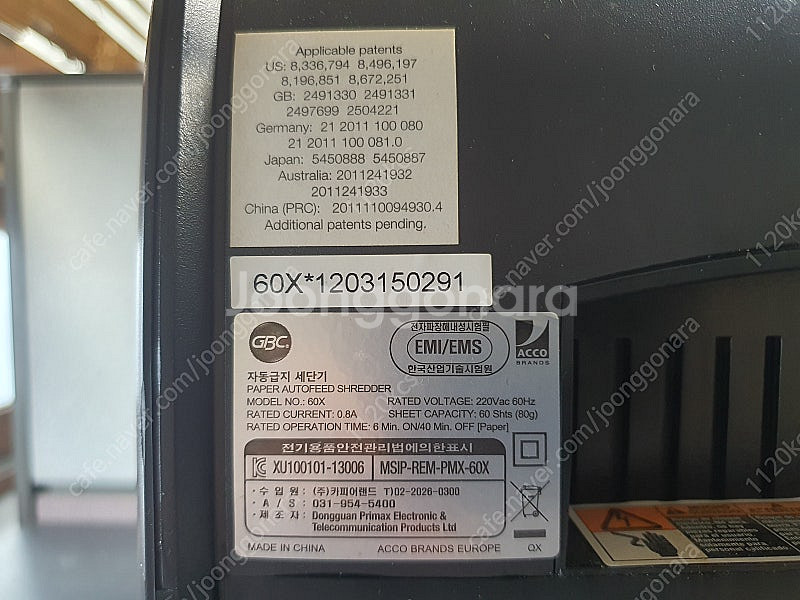 Applicable patents
US: 8,336,794 8,496,197
8,196,851 8,672,251
GB: 2491330 2491331
2497699 2504221
Germany: 21 2011 100 080
21 2011 100 081.0
Japan: 5450888 5450887
Australia: 2011241932
2011241933
China (PRC): 2011110094930.4
Additional patents pending.
60X*1203150291
Joonggonara
GBC
전자파장해내성시험필
EMI/EMS
한국산업기술시험원
ACCO
BRANDS
자동급지 세단기
PAPER AUTOFEED SHREDDER
MODEL NO.: 60X RATED VOLTAGE: 220Vac 60Hz
RATED CURRENT: 0.8A SHEET CAPACITY: 60 Shts (80g)
RATED OPERATION TIME: 6 Min. ON/40 Min. OFF [Paper]
전기용품안전관리법에의한표시
XU100101-13006 MSIP-REM-PMX-60X
• 수 입 원 : (주)카피어랜드 T)02-2026-0300
• A / S : 031-954-5400
• 제 조 자 : Dongguan Primax Electronic &
Telecommunication Products Ltd
MADE IN CHINA ACCO BRANDS EUROPE QX
cafe.naver.com/joonggonara